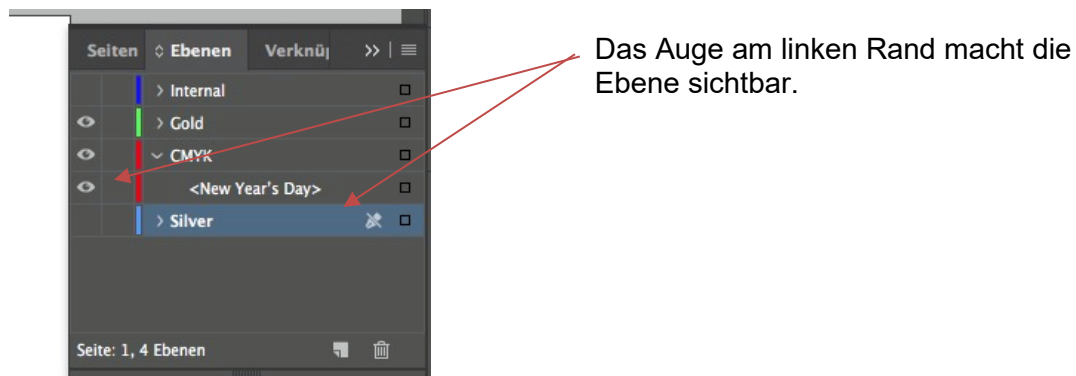 Seiten Ebenen Verknüp
Internal
Gold
CMYK
<New Year's Day>
Silver
Seite: 1, 4 Ebenen
Das Auge am linken Rand macht die
Ebene sichtbar.